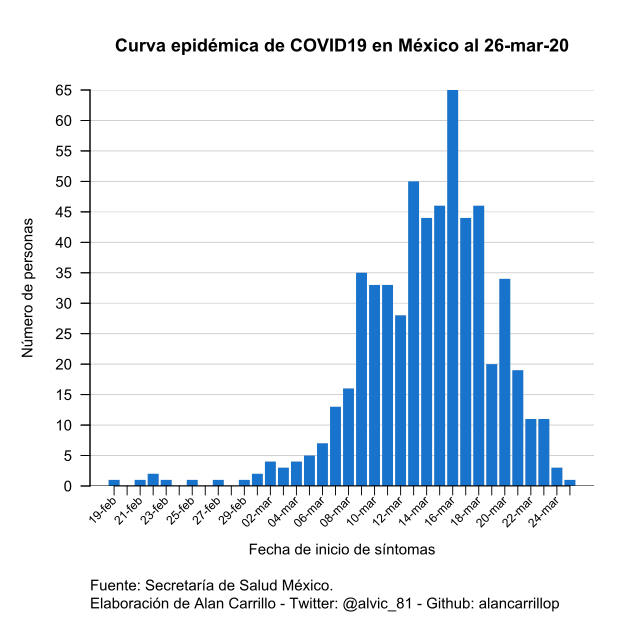 Curva epidémica de COVID19 en México al 26-mar-20
65
60
55
50
45
40
35
30
25
20
15
10
5
0
Número de personas
19-feb
21-feb
23-feb
25-feb
27-feb
29-feb
02-mar
04-mar
06-mar
08-mar
10-mar
12-mar
14-mar
16-mar
18-mar
20-mar
22-mar
24-mar
Fecha de inicio de síntomas
Fuente: Secretaría de Salud México.
Elaboración de Alan Carrillo - Twitter: @alvic_81 - Github: alancarrillop